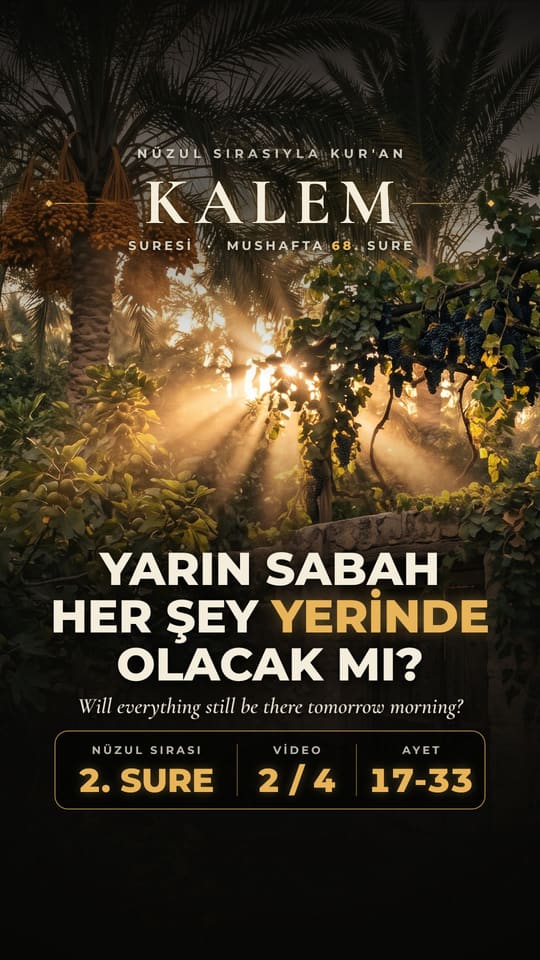 NÜZUL SIRASIYLA KUR'AN
KALEM
SURESİ · MUSHAFTA 68. SURE
YARIN SABAH
HER ŞEY YERİNDE
OLACAK MI?
Will everything still be there tomorrow morning?
NÜZUL SIRASI
2. SURE
VİDEO
2 / 4
AYET
17-33